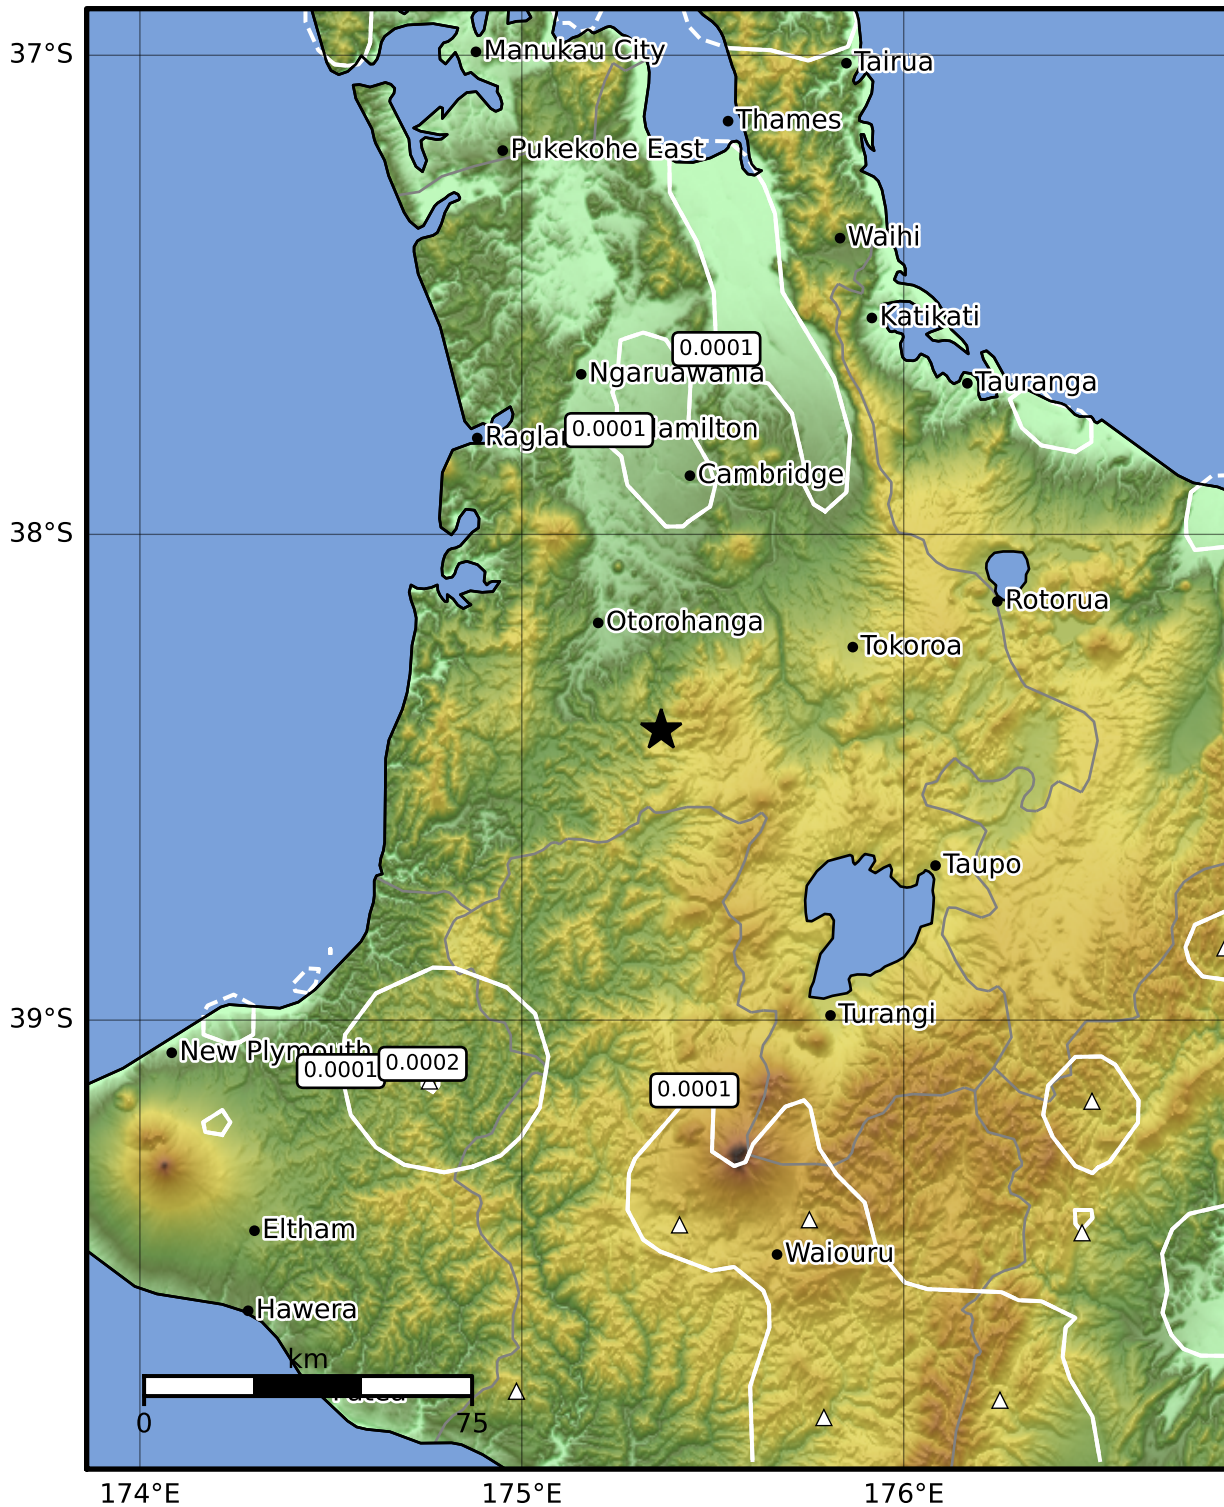 37°S
Manukau City
Tairua
Thames
Pukekohe East
Waihi
Katikati
0.0001
Ngaruawahia
Tauranga
0.0001
Cambridge
38°S
Rotorua
Otorohanga
Tokoroa
Taupo
39°S
Turangi
New Plymouth
0.0001
0.0002
0.0001
Eltham
Waiouru
Hawera
km
0
75
174°E
175°E
176°E